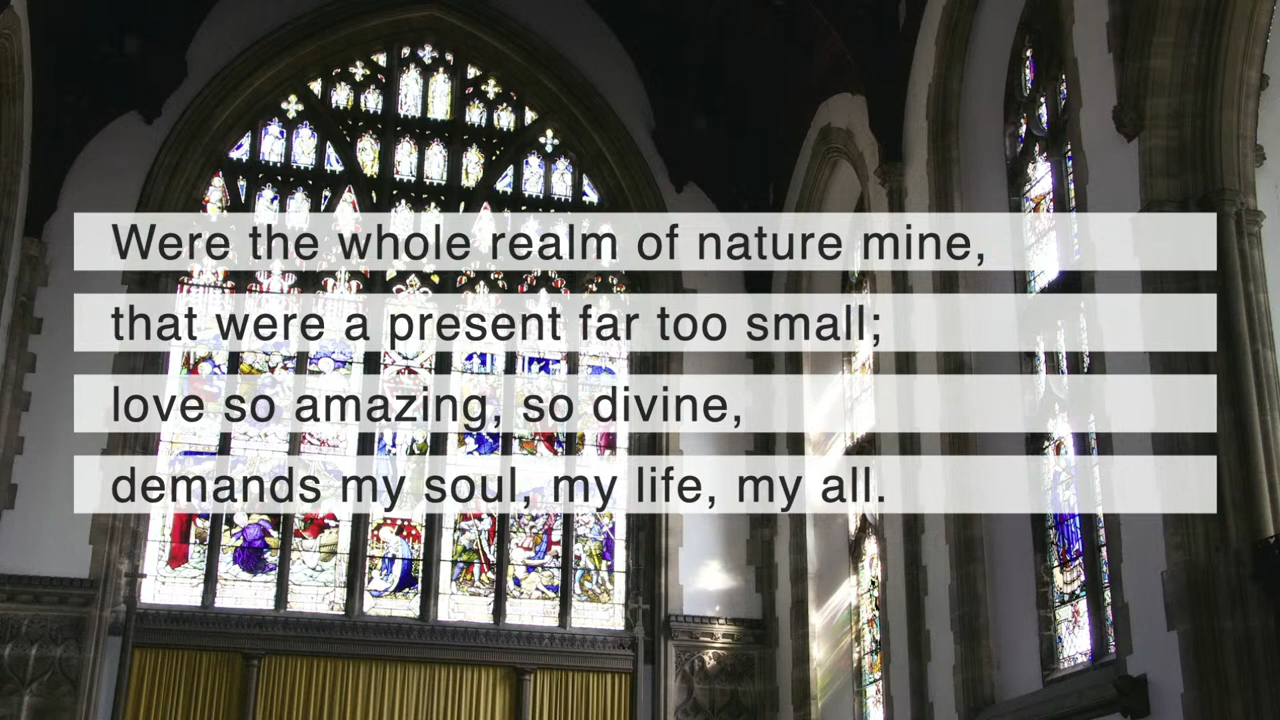 Were the whole realm of nature mine,
that were a present far too small;
love so amazing, so divine,
demands my soul, my life, my all.